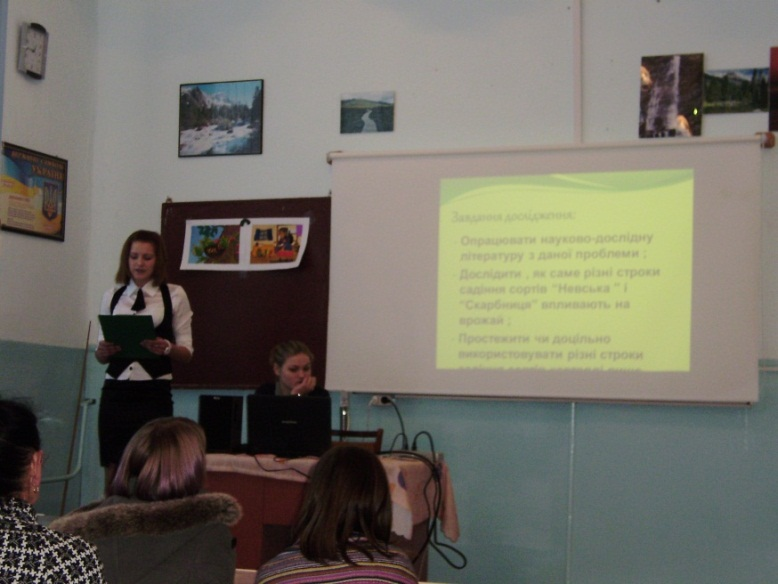 Завдання дослідження:
Опрацювати науково-дослідну
літературу з даної проблеми ;
Дослідити , як саме різні строки
садіння сортів "Невська " і
"Скарбниця" впливають на
врожай ;
Простежити чи доцільно
використовувати різні строки
УКРАЇНИ